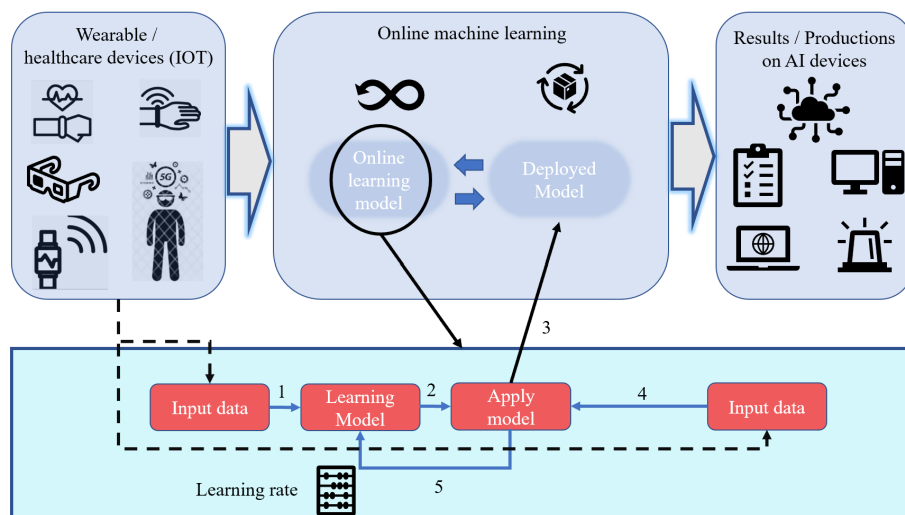 Wearable /
healthcare devices (IOT)
5G
Online machine learning
Online
learning
model
Deployed
Model
Results / Productions
on AI devices
3
Input data
1
Learning
Model
2
Apply
model
4
Input data
5
Learning rate